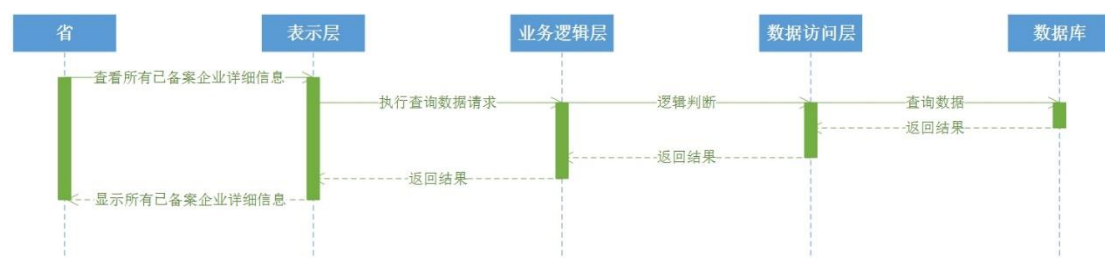 省
表示层
业务逻辑层
数据访问层
数据库
查看所有已备案企业详细信息
执行查询数据请求
逻辑判断
查询数据
返回结果
返回结果
返回结果
显示所有已备案企业详细信息